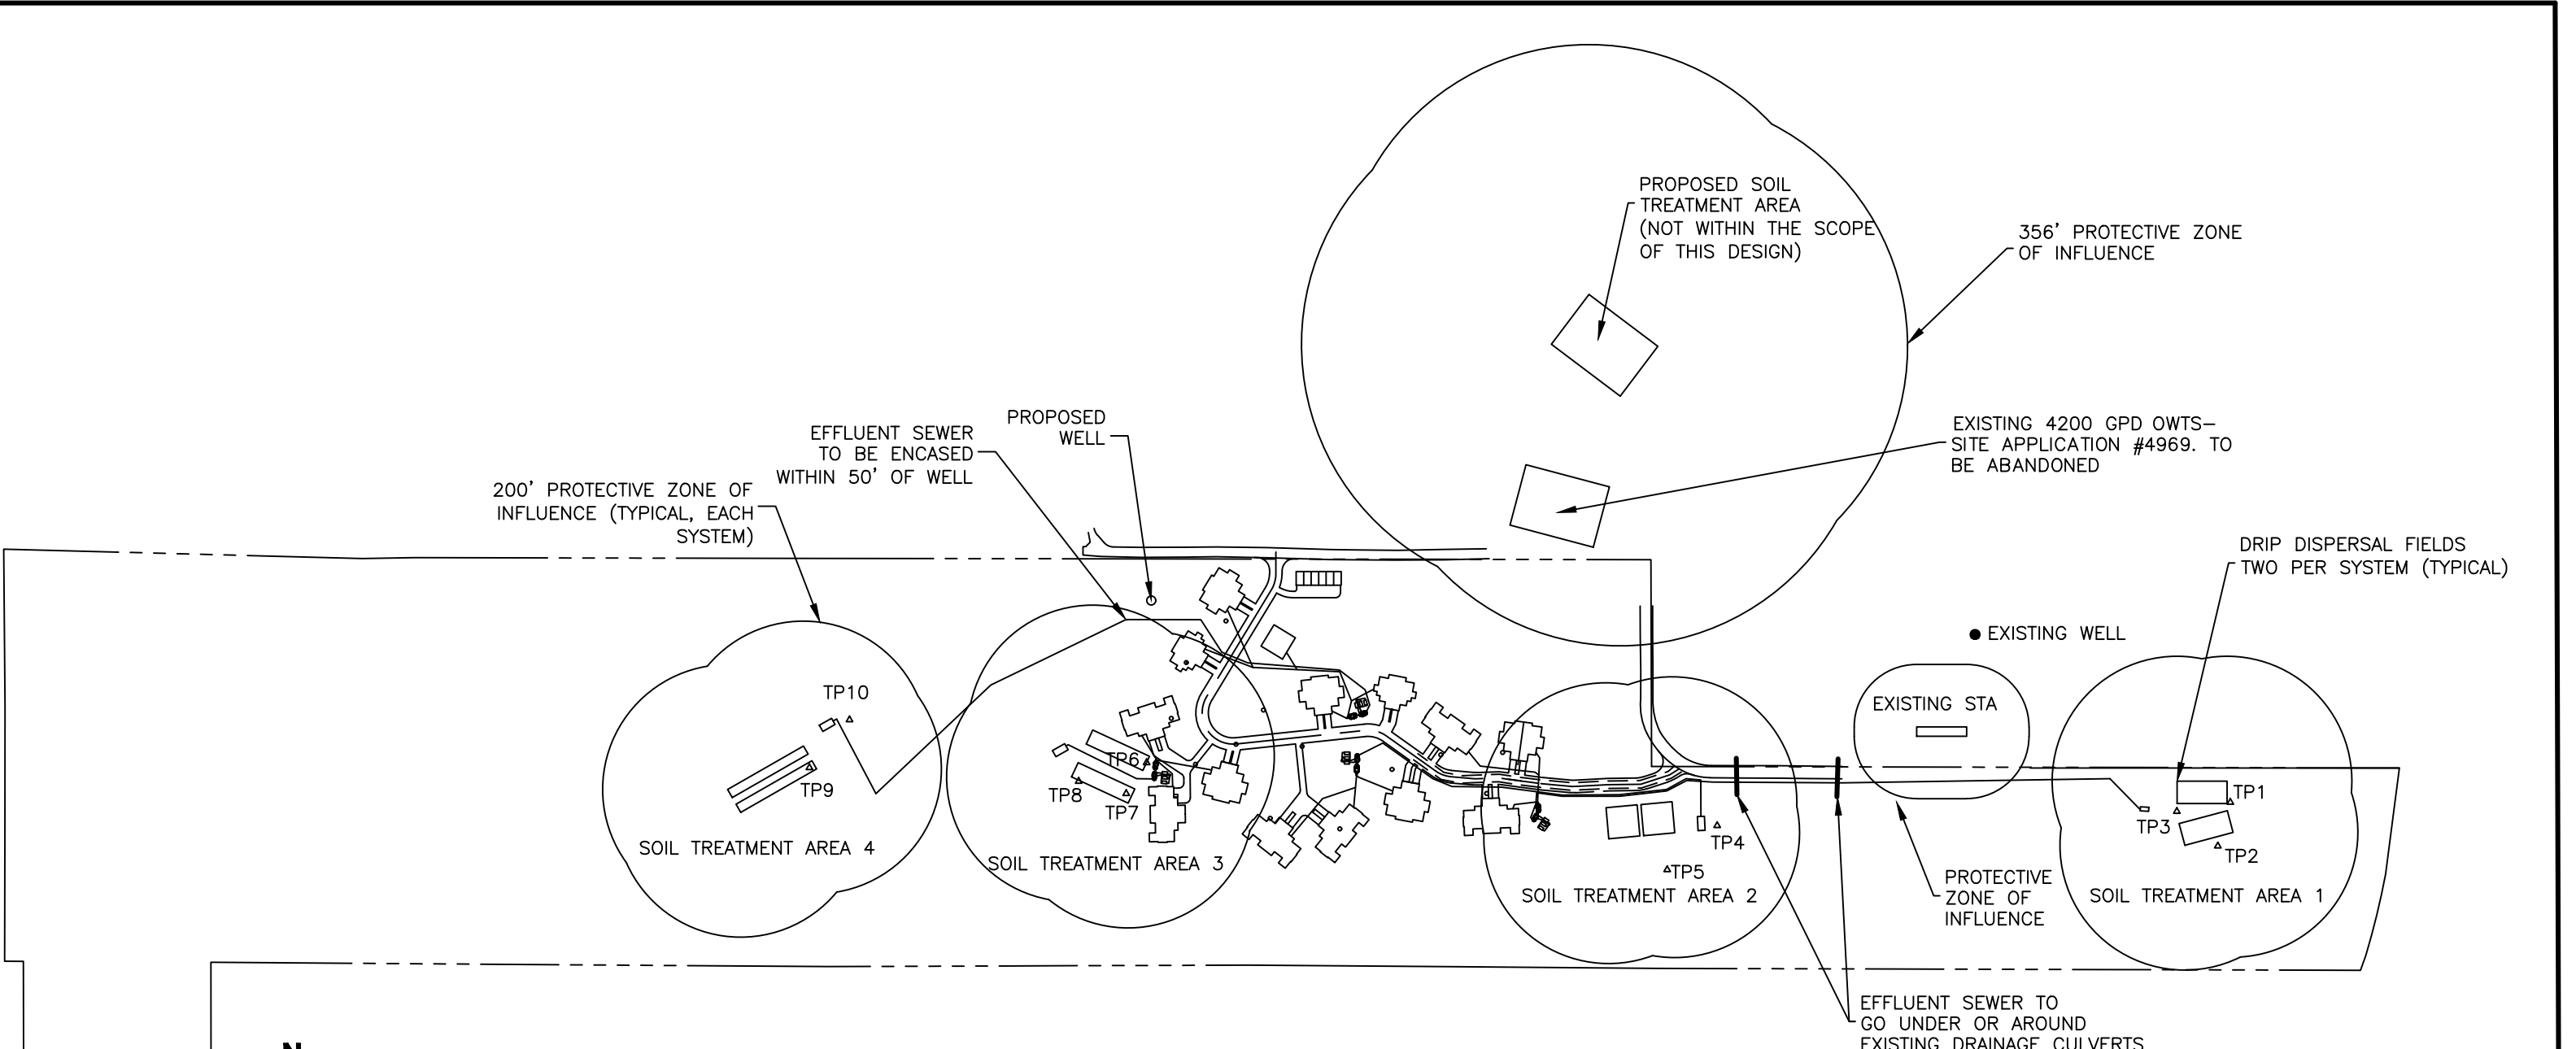 PROPOSED SOIL
TREATMENT AREA
(NOT WITHIN THE SCOPE
OF THIS DESIGN)
356' PROTECTIVE ZONE
OF INFLUENCE
PROPOSED
WELL
EFFLUENT SEWER
TO BE ENCASED
WITHIN 50' OF WELL
EXISTING 4200 GPD OWTS-
SITE APPLICATION #4969. TO
BE ABANDONED
200' PROTECTIVE ZONE OF
INFLUENCE (TYPICAL, EACH
SYSTEM)
DRIP DISPERSAL FIELDS
TWO PER SYSTEM (TYPICAL)
EXISTING WELL
TP10
EXISTING STA
TP6
TP9
TP8
TP7
TP1
TP3
TP4
TP2
TP5
SOIL TREATMENT AREA 4
SOIL TREATMENT AREA 3
SOIL TREATMENT AREA 2
SOIL TREATMENT AREA 1
PROTECTIVE
ZONE OF
INFLUENCE
EFFLUENT SEWER TO
GO UNDER OR AROUND
EXISTING DRAINAGE CULVERTS
N